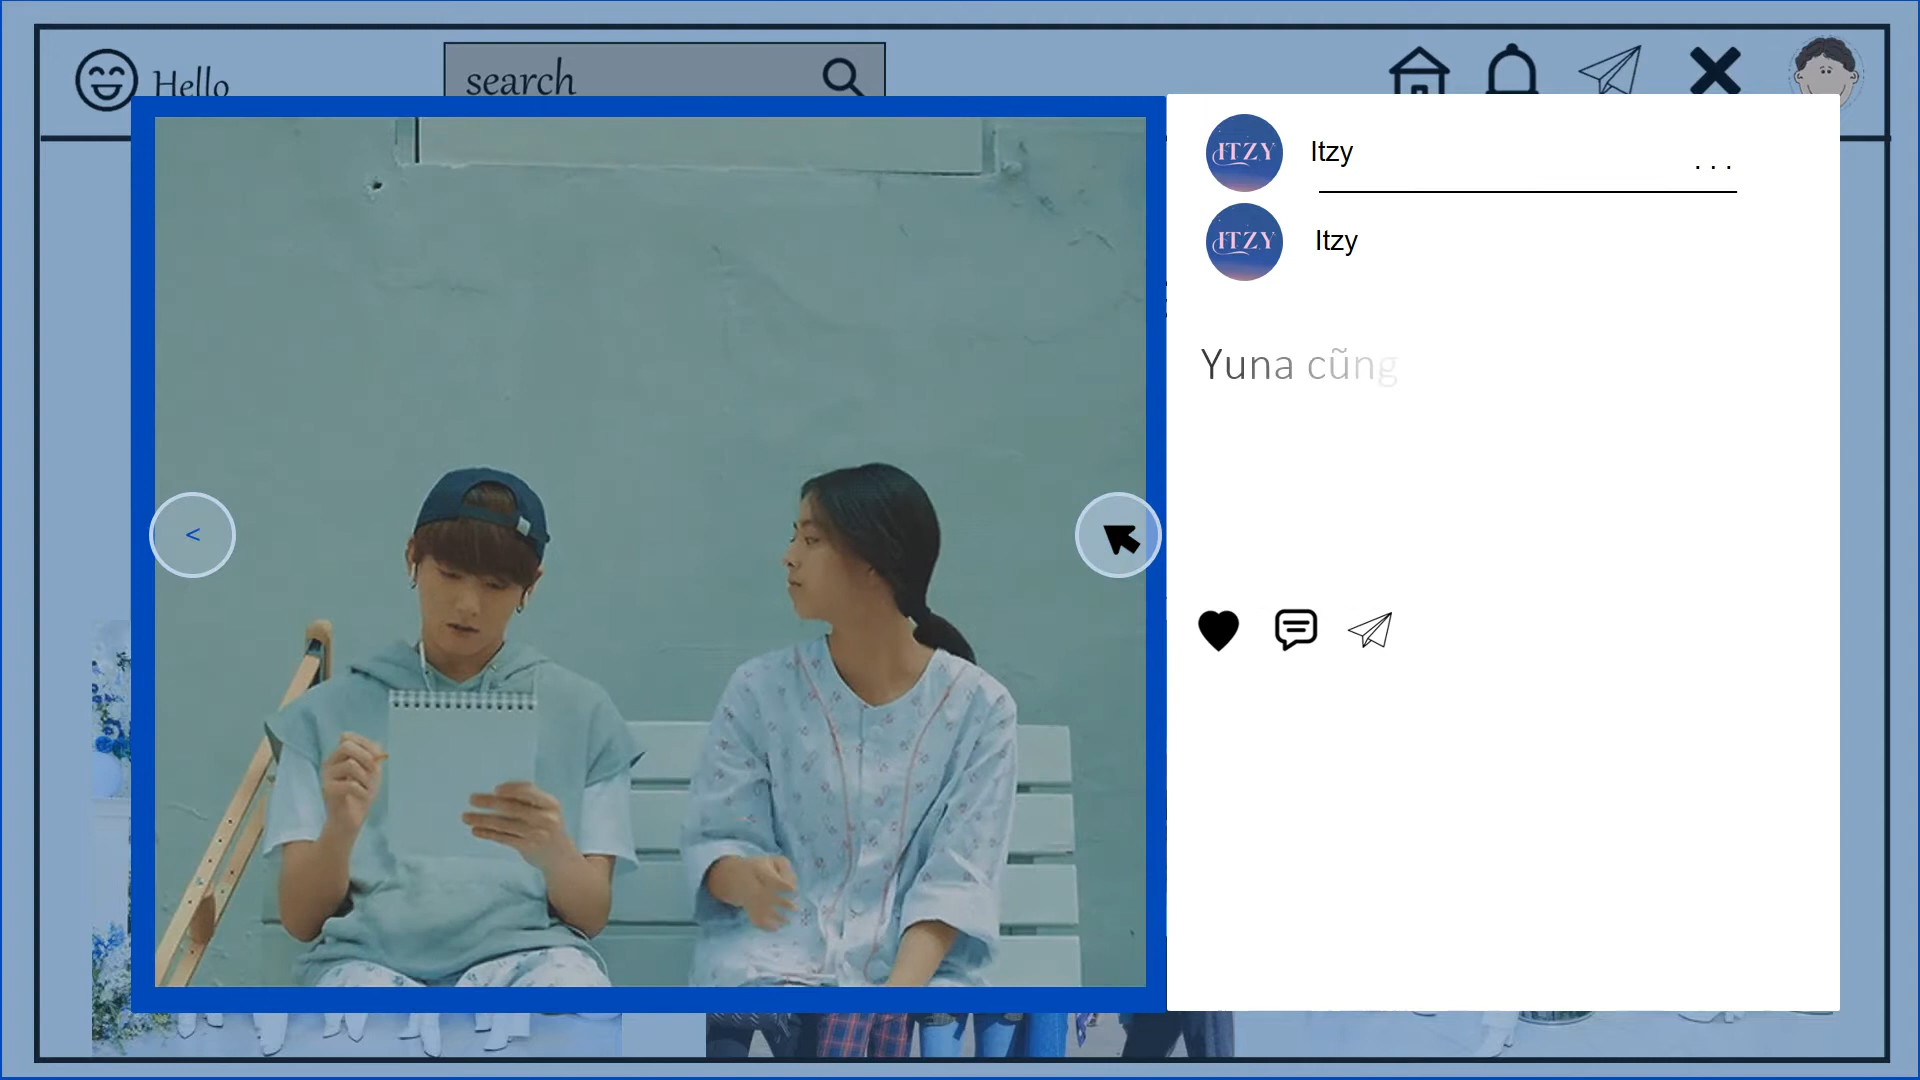 Hello
search
ITZY
Itzy
. . .
ITZY
Itzy
Yuna cũng
<